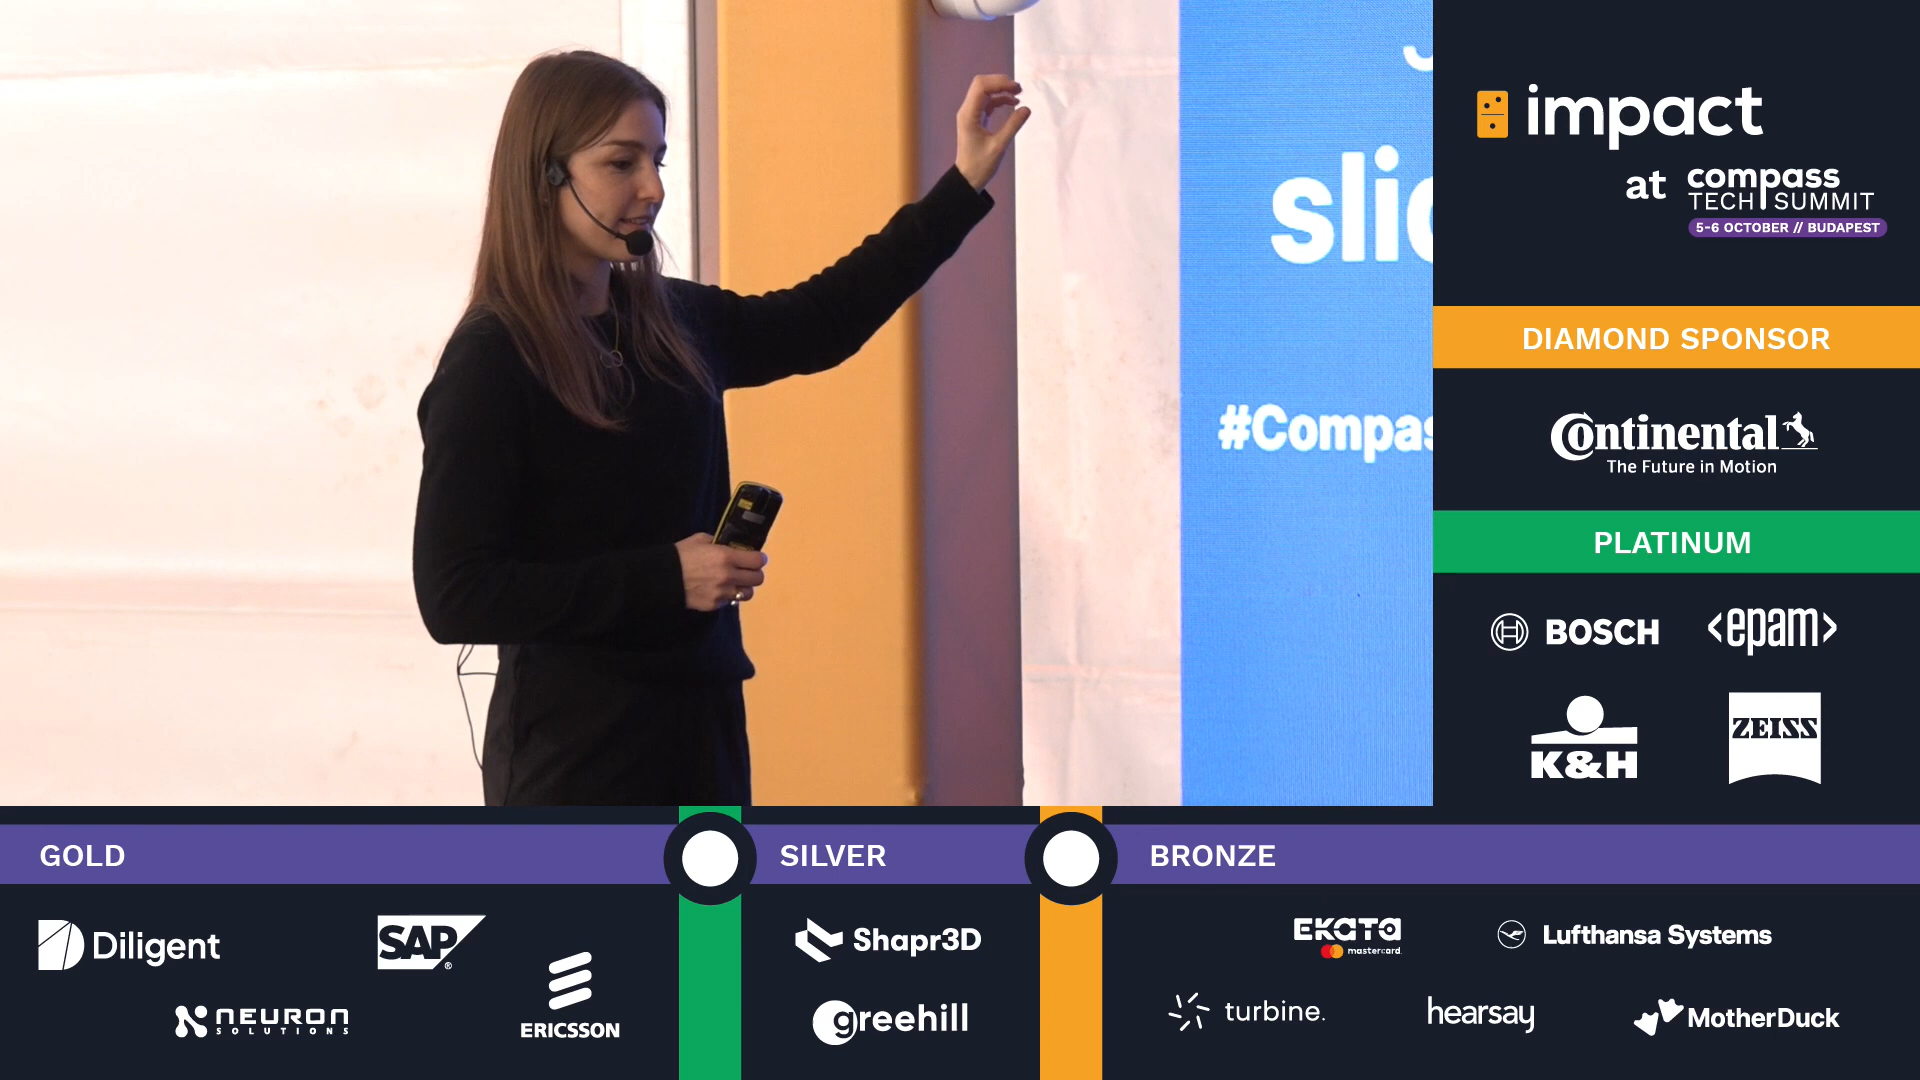 slid
#Compas
impact
at
compass
TECH SUMMIT
5-6 OCTOBER // BUDAPEST
DIAMOND SPONSOR
Continental
The Future in Motion
PLATINUM
BOSCH
<epam>
K&H
ZEISS
GOLD
SILVER
BRONZE
Diligent
SAP®
NEURON
SOLUTIONS
ERICSSON
Shapr3D
greehill
EKATA
mastercard.
Lufthansa Systems
turbine.
hearsay
MotherDuck